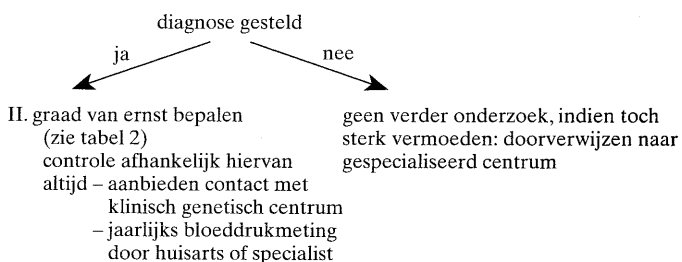 diagnose gesteld
ja
nee
II. graad van ernst bepalen
(zie tabel 2)
controle afhankelijk hiervan
altijd – aanbieden contact met
klinisch genetisch centrum
– jaarlijks bloeddrukmeting
door huisarts of specialist
geen verder onderzoek, indien toch
sterk vermoeden: doorverwijzen naar
gespecialiseerd centrum